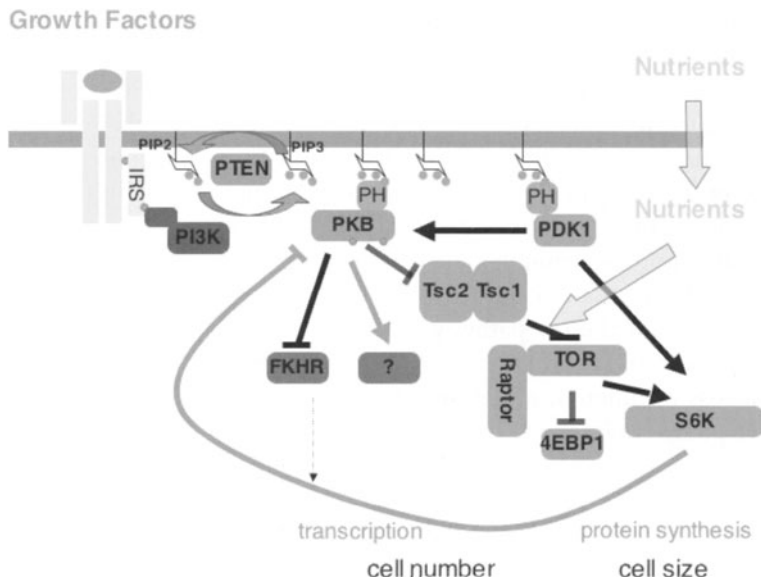 Growth Factors
Nutrients
PIP2
PIP3
PTEN
IRS
PH
PH
Nutrients
PI3K
PKB
PDK1
Tsc2
Tsc1
FKHR
?
Raptor
TOR
S6K
4EBP1
transcription
protein synthesis
cell number
cell size